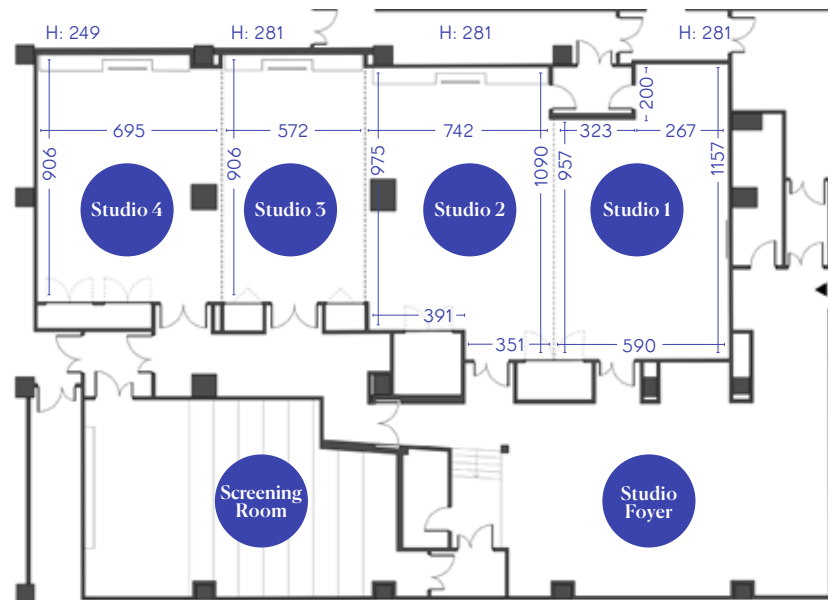 H: 249
H: 281
H: 281
H: 281
695
572
742
323
267
200
906
906
975
1090
957
1157
Studio 4
Studio 3
Studio 2
Studio 1
391
351
590
Screening
Room
Studio
Foyer